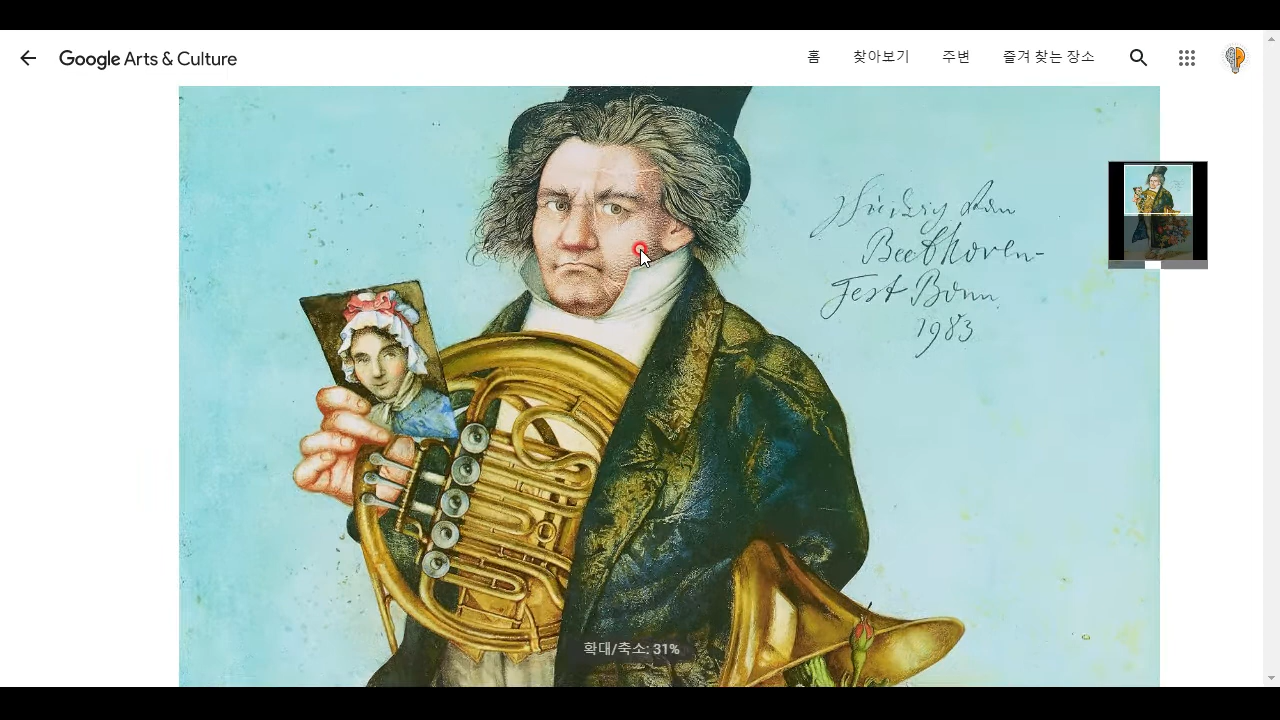 Google Arts & Culture
홈 찾아보기 주변 즐겨 찾는 장소
Beethoven-
Fest Bonn
1983
확대/축소: 31%